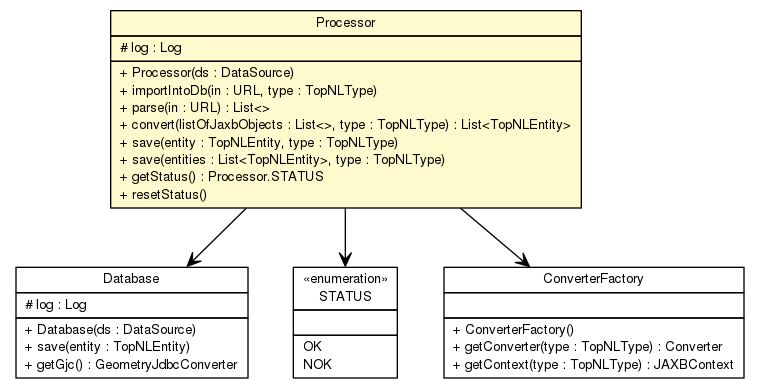 Processor
# log : Log
+ Processor(ds : DataSource)
+ importIntoDb(in : URL, type : TopNLType)
+ parse(in : URL) : List<>
+ convert(listOfJaxbObjects : List<>, type : TopNLType) : List<TopNLEntity>
+ save(entity : TopNLEntity, type : TopNLType)
+ save(entities : List<TopNLEntity>, type : TopNLType)
+ getStatus() : Processor.STATUS
+ resetStatus()
Database
# log : Log
+ Database(ds : DataSource)
+ save(entity : TopNLEntity)
+ getGjc() : GeometryJdbcConverter
«enumeration»
STATUS
OK
NOK
ConverterFactory
+ ConverterFactory()
+ getConverter(type : TopNLType) : Converter
+ getContext(type : TopNLType) : JAXBContext